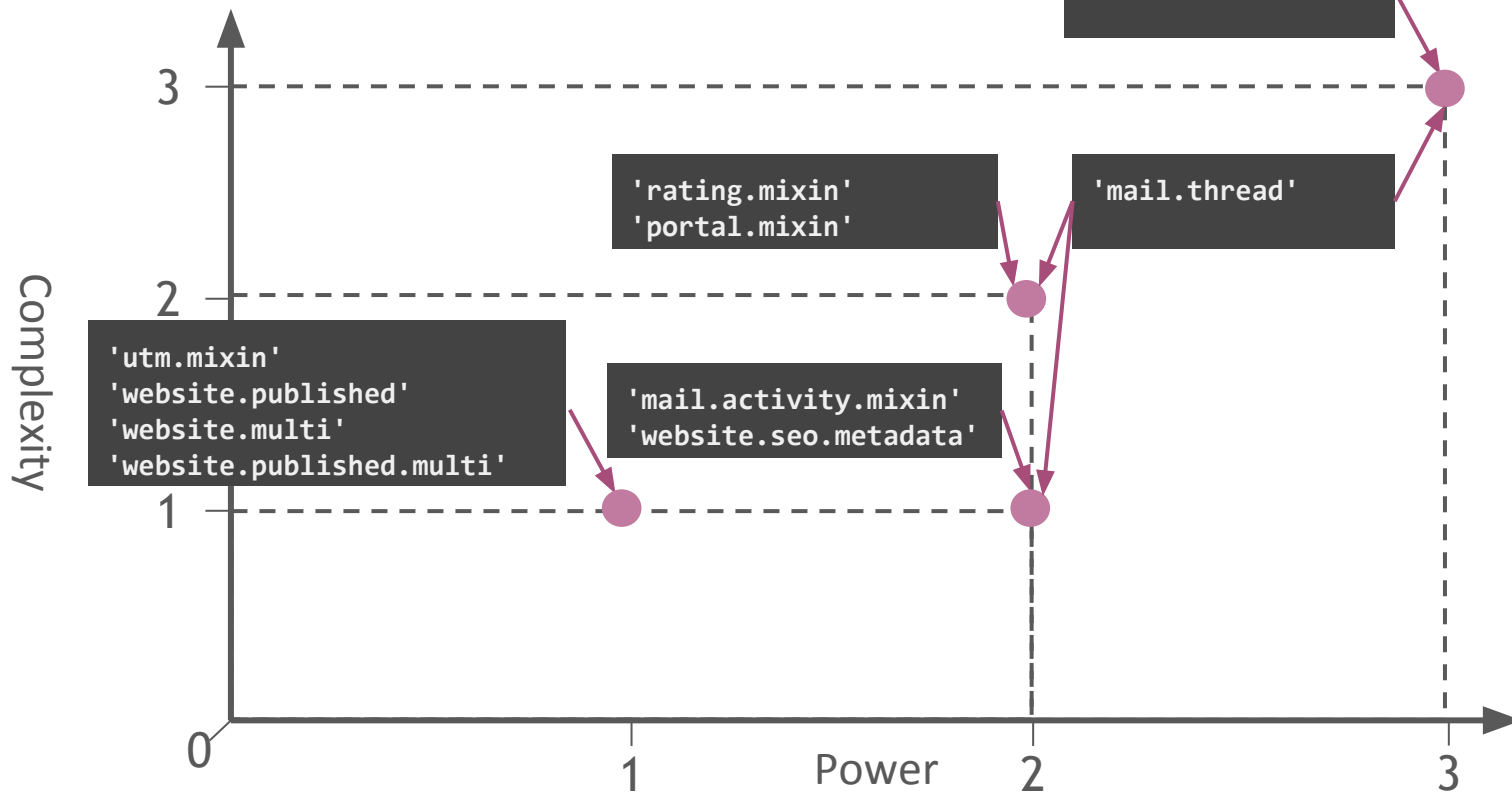 3
'rating.mixin'
'portal.mixin'
'mail.thread'
Complexity
2
'utm.mixin'
'website.published'
'website.multi'
'website.published.multi'
'mail.activity.mixin'
'website.seo.metadata'
1
0
1
Power
2
3